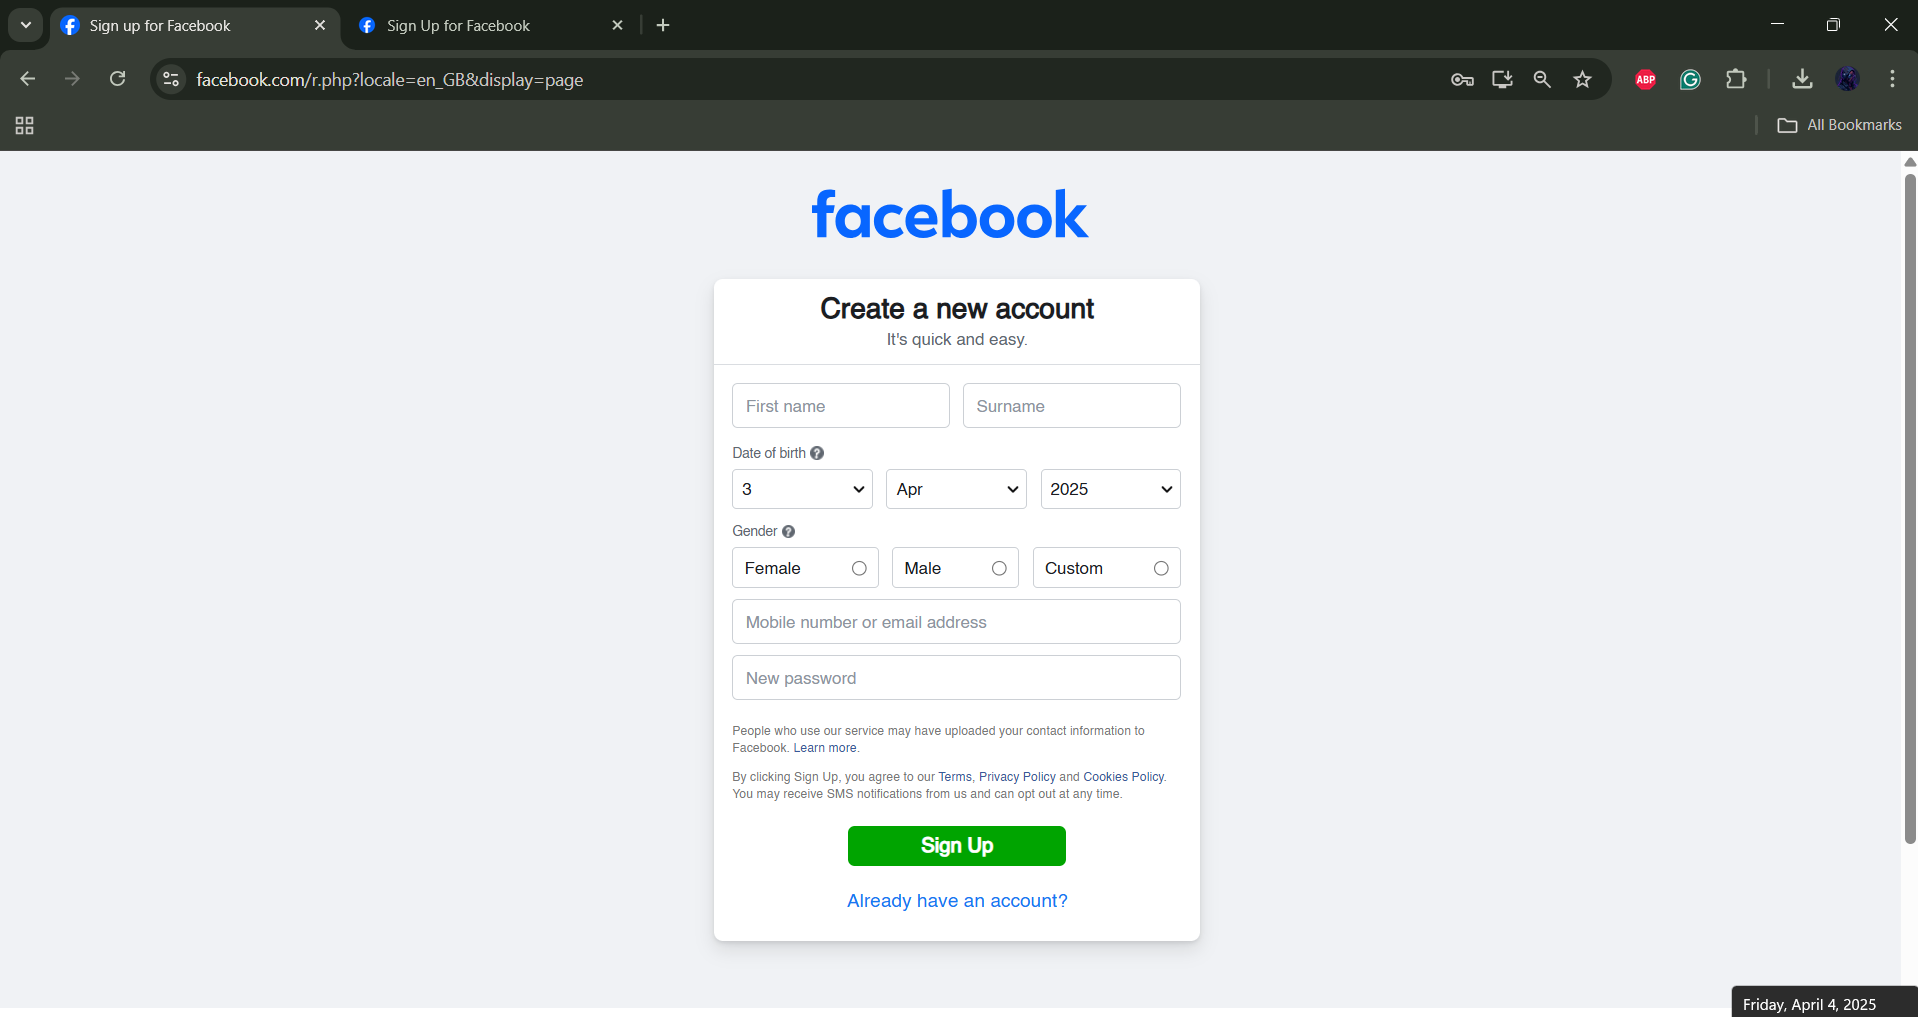 Sign up for Facebook
Sign Up for Facebook
facebook.com/r.php?locale=en_GB&display=page
ABP
All Bookmarks
facebook
Create a new account
It's quick and easy.
First name
Surname
Date of birth ?
3
Apr
2025
Gender ?
Female
Male
Custom
Mobile number or email address
New password
People who use our service may have uploaded your contact information to
Facebook. Learn more.
By clicking Sign Up, you agree to our Terms, Privacy Policy and Cookies Policy.
You may receive SMS notifications from us and can opt out at any time.
Sign Up
Already have an account?
Friday, April 4, 2025